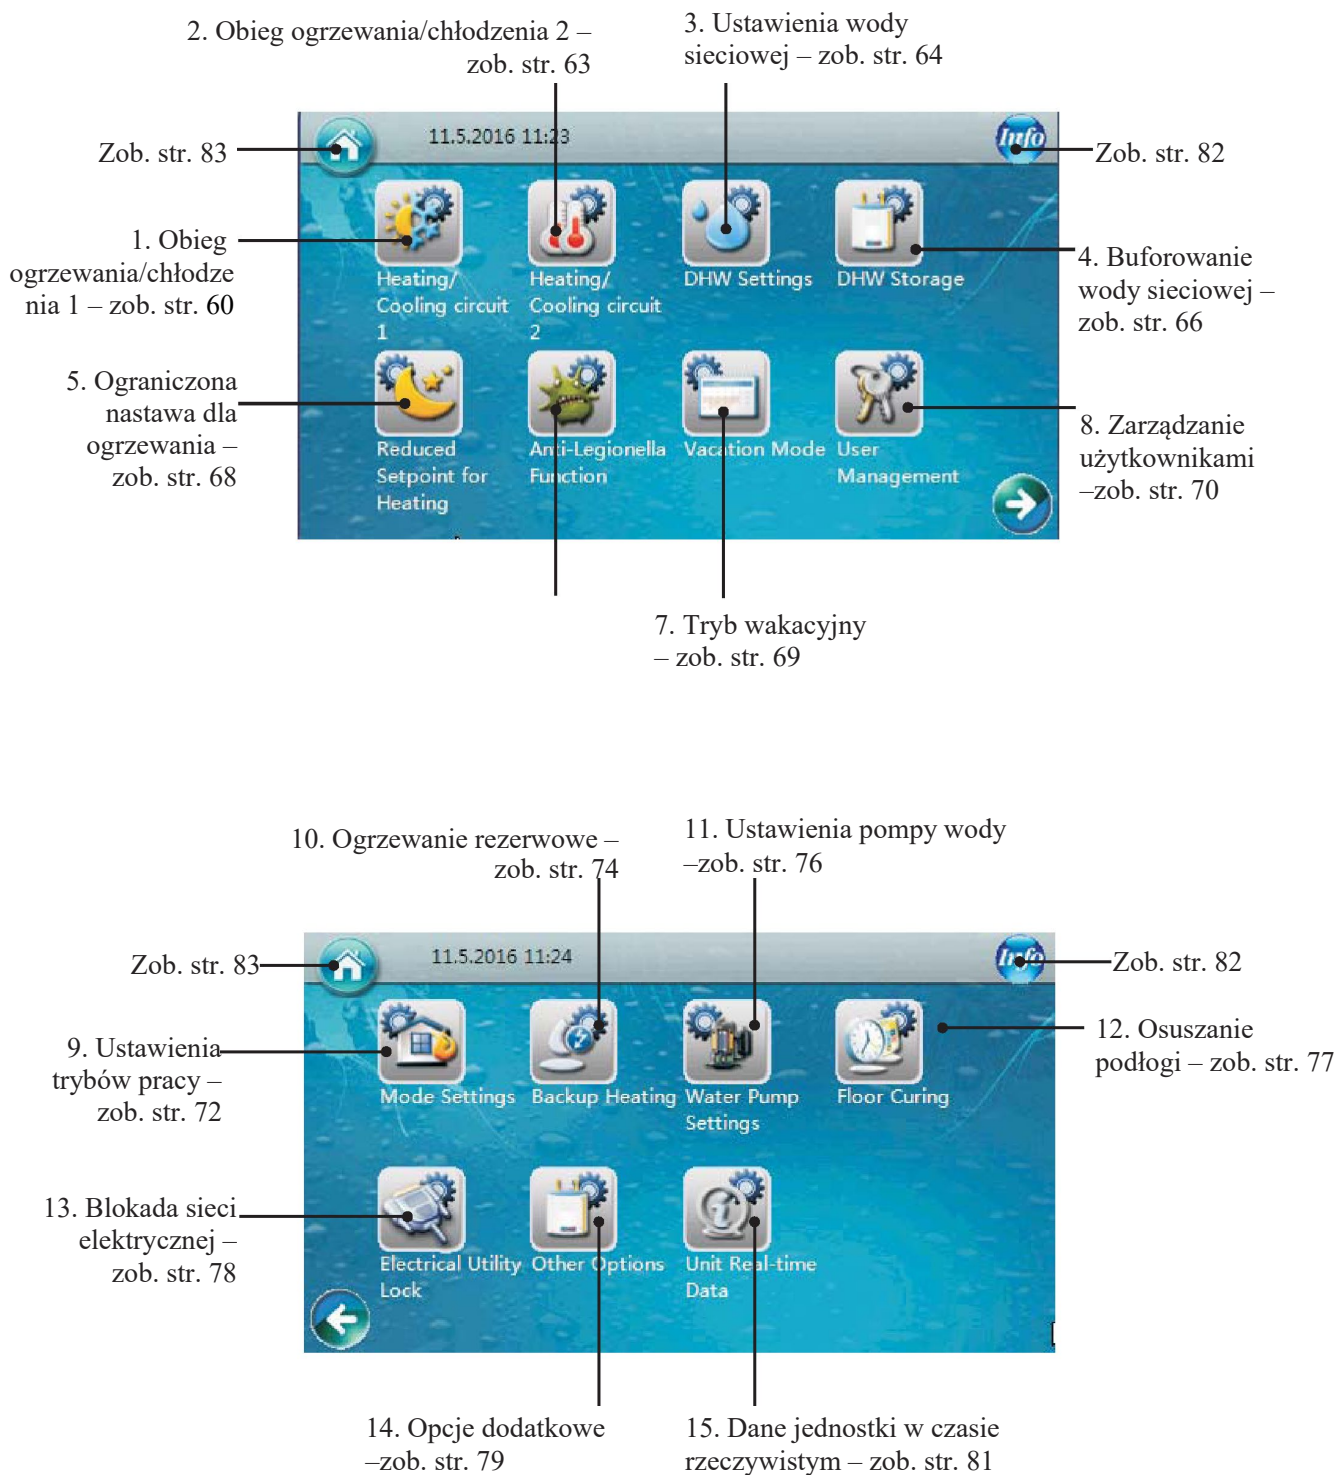 2. Obieg ogrzewania/chłodzenia 2 –
zob. str. 63
3. Ustawienia wody
sieciowej – zob. str. 64
Zob. str. 83
11.5.2016 11:23
Info
Zob. str. 82
1. Obieg
ogrzewania/chłodze
nia 1 – zob. str. 60
Heating/
Cooling circuit
1
Heating/
Cooling circuit
2
DHW Settings
DHW Storage
4. Buforowanie
wody sieciowej –
zob. str. 66
5. Ograniczona
nastawa dla
ogrzewania –
zob. str. 68
Reduced
Setpoint for
Heating
Anti-Legionella
Function
Vacation Mode
User
Management
8. Zarządzanie
użytkownikami
–zob. str. 70
7. Tryb wakacyjny
– zob. str. 69
10. Ogrzewanie rezerwowe –
zob. str. 74
11. Ustawienia pompy wody
–zob. str. 76
Zob. str. 83
11.5.2016 11:24
Info
Zob. str. 82
9. Ustawienia
trybów pracy –
zob. str. 72
Mode Settings
Backup Heating
Water Pump
Settings
Floor Curing
12. Osuszanie
podłogi – zob. str. 77
13. Blokada sieci
elektrycznej –
zob. str. 78
Electrical Utility
Lock
Other Options
Unit Real-time
Data
14. Opcje dodatkowe
–zob. str. 79
15. Dane jednostki w czasie
rzeczywistym – zob. str. 81